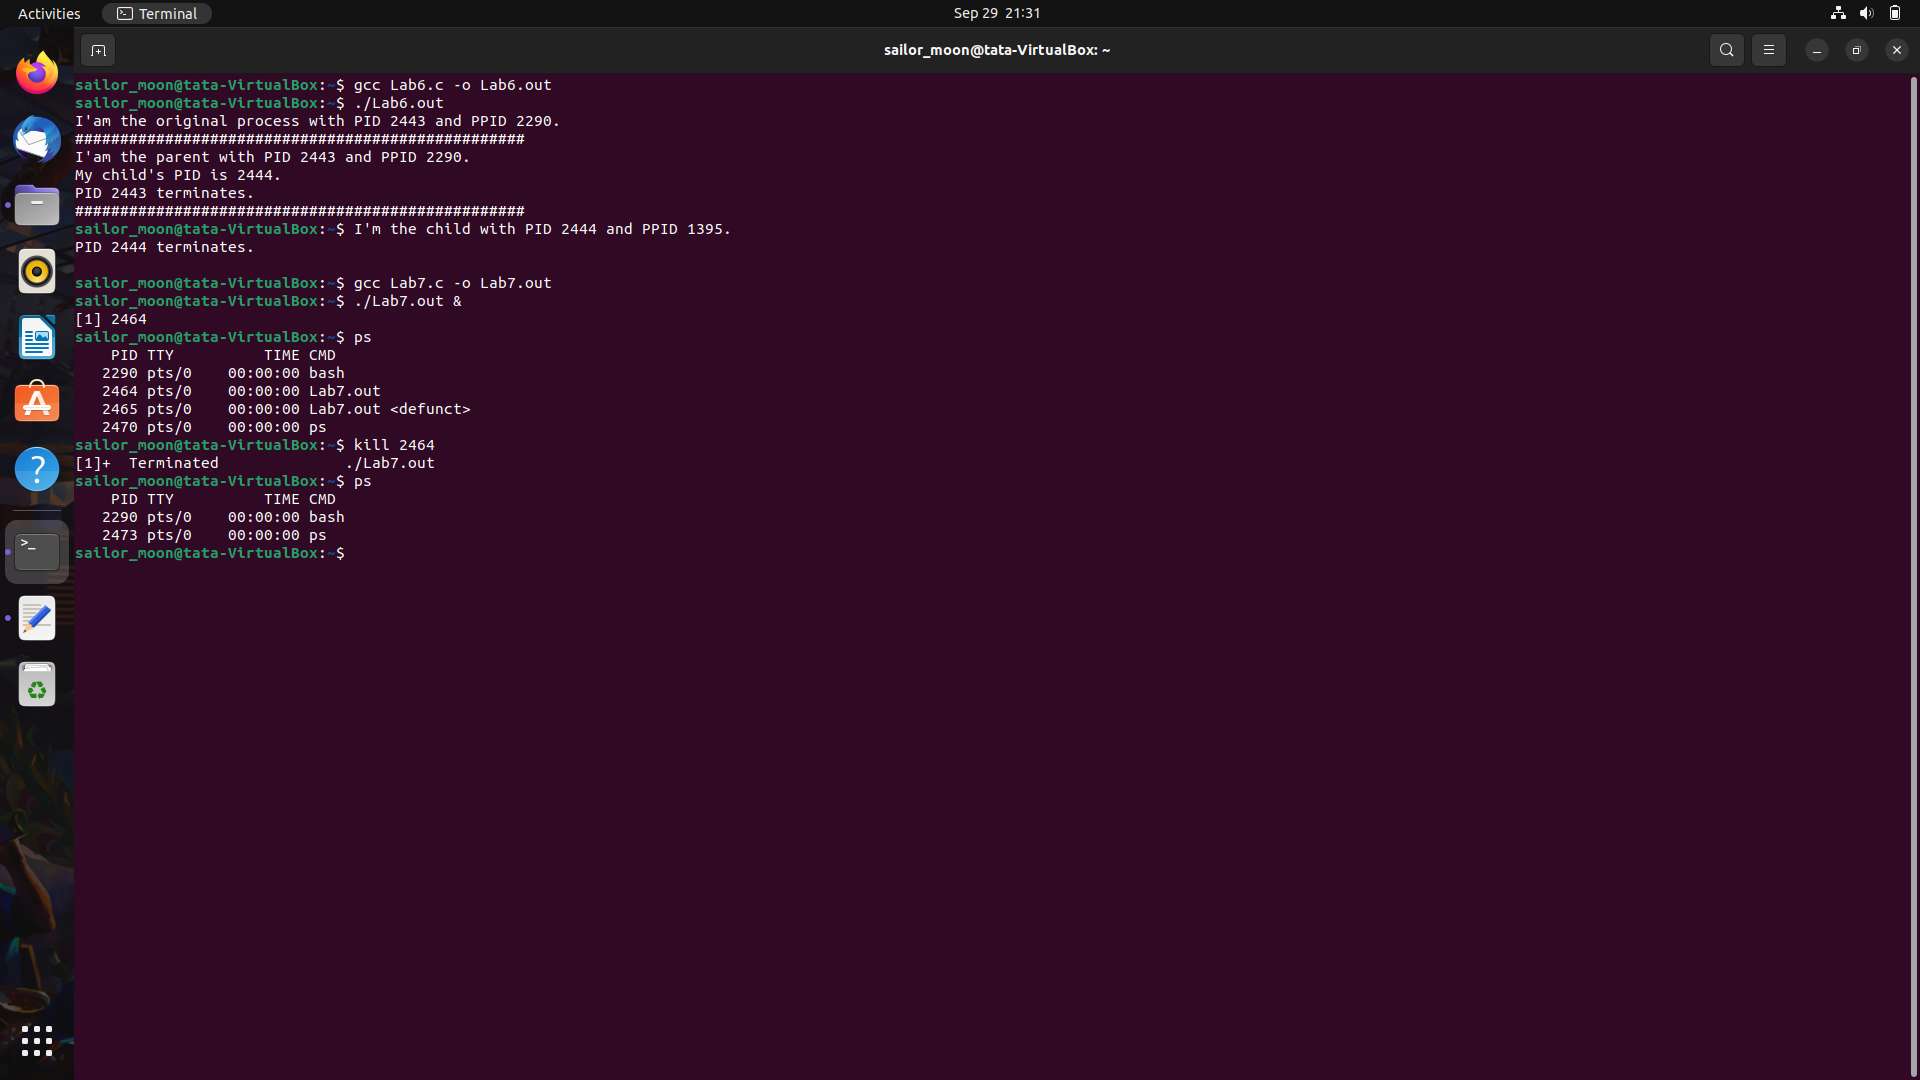 Activities Terminal Sep 29 21:31
sailor_moon@tata-VirtualBox: ~
sailor_moon@tata-VirtualBox:~$ gcc Lab6.c -o Lab6.out
sailor_moon@tata-VirtualBox:~$ ./Lab6.out
I'am the original process with PID 2443 and PPID 2290.
##################################################
I'am the parent with PID 2443 and PPID 2290.
My child's PID is 2444.
PID 2443 terminates.
##################################################
sailor_moon@tata-VirtualBox:~$ I'm the child with PID 2444 and PPID 1395.
PID 2444 terminates.
sailor_moon@tata-VirtualBox:~$ gcc Lab7.c -o Lab7.out
sailor_moon@tata-VirtualBox:~$ ./Lab7.out &
[1] 2464
sailor_moon@tata-VirtualBox:~$ ps
    PID TTY          TIME CMD
   2290 pts/0    00:00:00 bash
   2464 pts/0    00:00:00 Lab7.out
   2465 pts/0    00:00:00 Lab7.out <defunct>
   2470 pts/0    00:00:00 ps
sailor_moon@tata-VirtualBox:~$ kill 2464
[1]+  Terminated              ./Lab7.out
sailor_moon@tata-VirtualBox:~$ ps
    PID TTY          TIME CMD
   2290 pts/0    00:00:00 bash
   2473 pts/0    00:00:00 ps
sailor_moon@tata-VirtualBox:~$